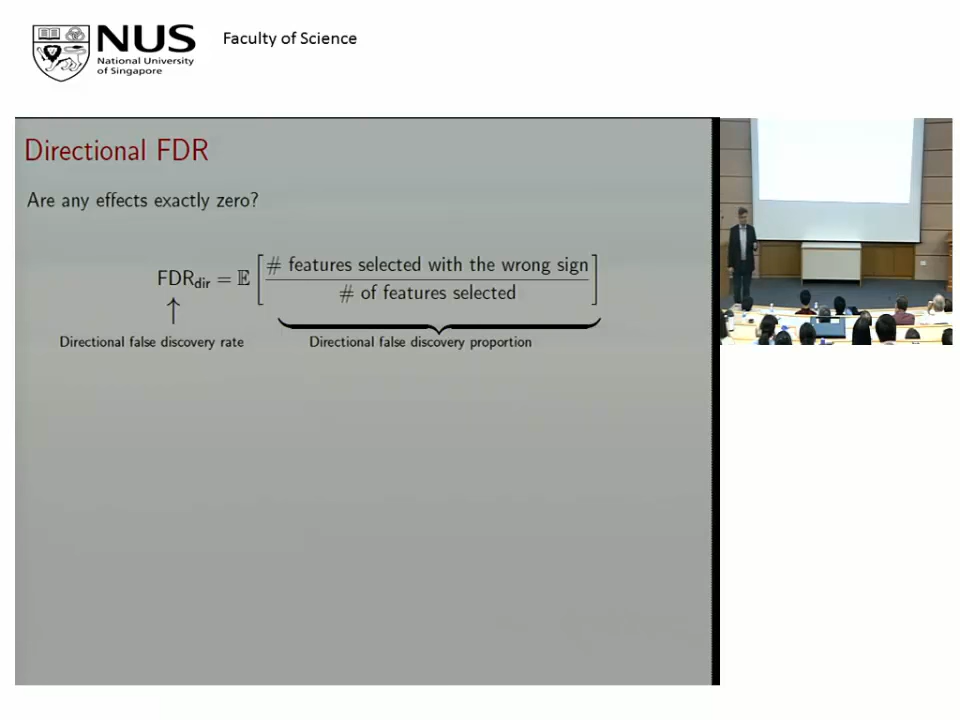 NUS
National University
of Singapore
Faculty of Science
Directional FDR
Are any effects exactly zero?
FDR_dir = 𝔼 [ # features selected with the wrong sign / # of features selected ]
↑
Directional false discovery rate
Directional false discovery proportion